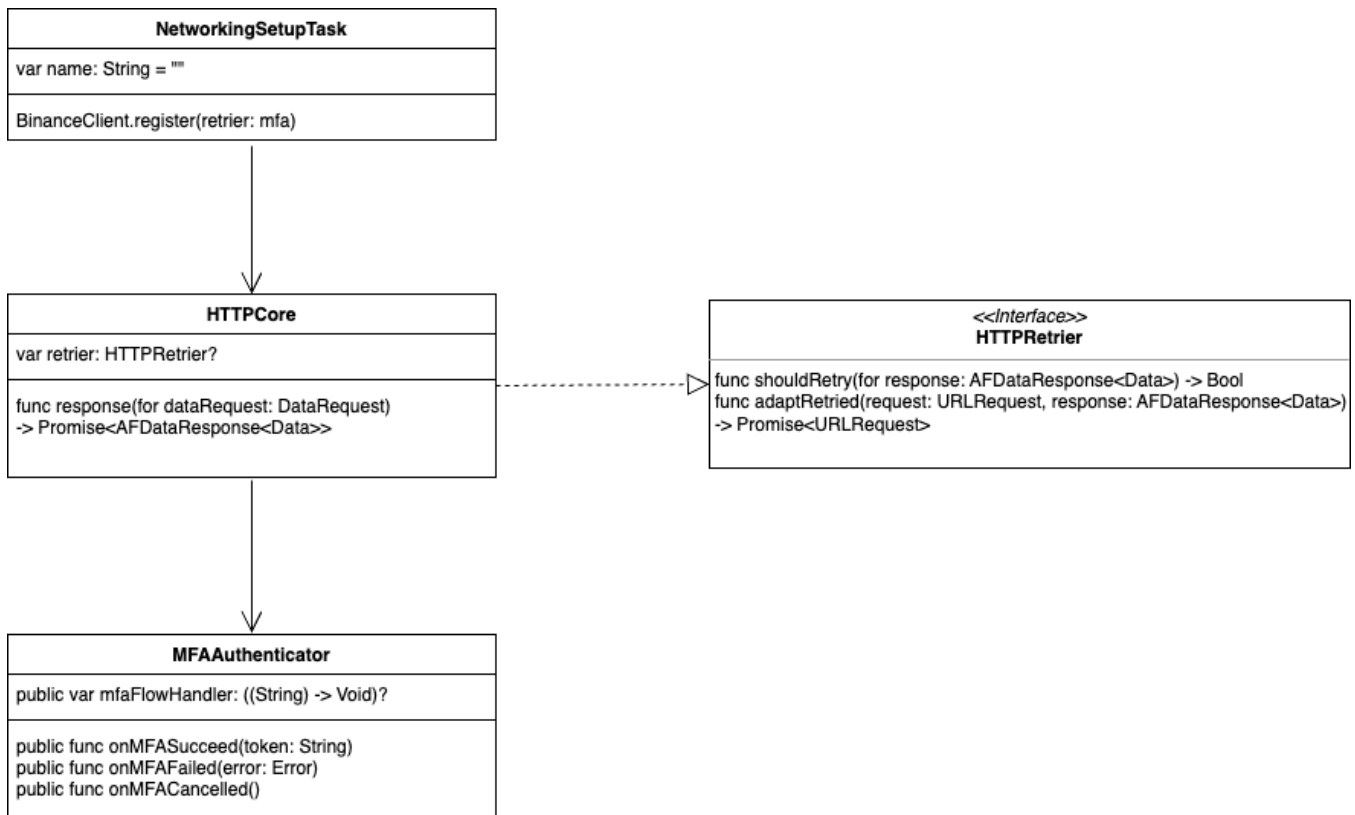 NetworkingSetupTask
var name: String = ""
BinanceClient.register(retrier: mfa)
HTTPCore
var retrier: HTTPRetrier?
func response(for dataRequest: DataRequest)
-> Promise<AFDataResponse<Data>>
<<Interface>>
HTTPRetrier
func shouldRetry(for response: AFDataResponse<Data>) -> Bool
func adaptRetried(request: URLRequest, response: AFDataResponse<Data>)
-> Promise<URLRequest>
MFAAuthenticator
public var mfaFlowHandler: ((String) -> Void)?
public func onMFASucceed(token: String)
public func onMFAFailed(error: Error)
public func onMFACancelled()